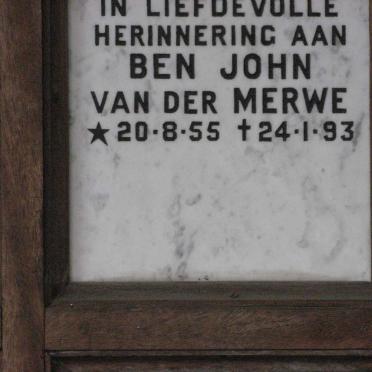 IN LIEFDEVOLLE
HERINNERING AAN
BEN JOHN
VAN DER MERWE
★ 20·8·55 ✝ 24·1·93